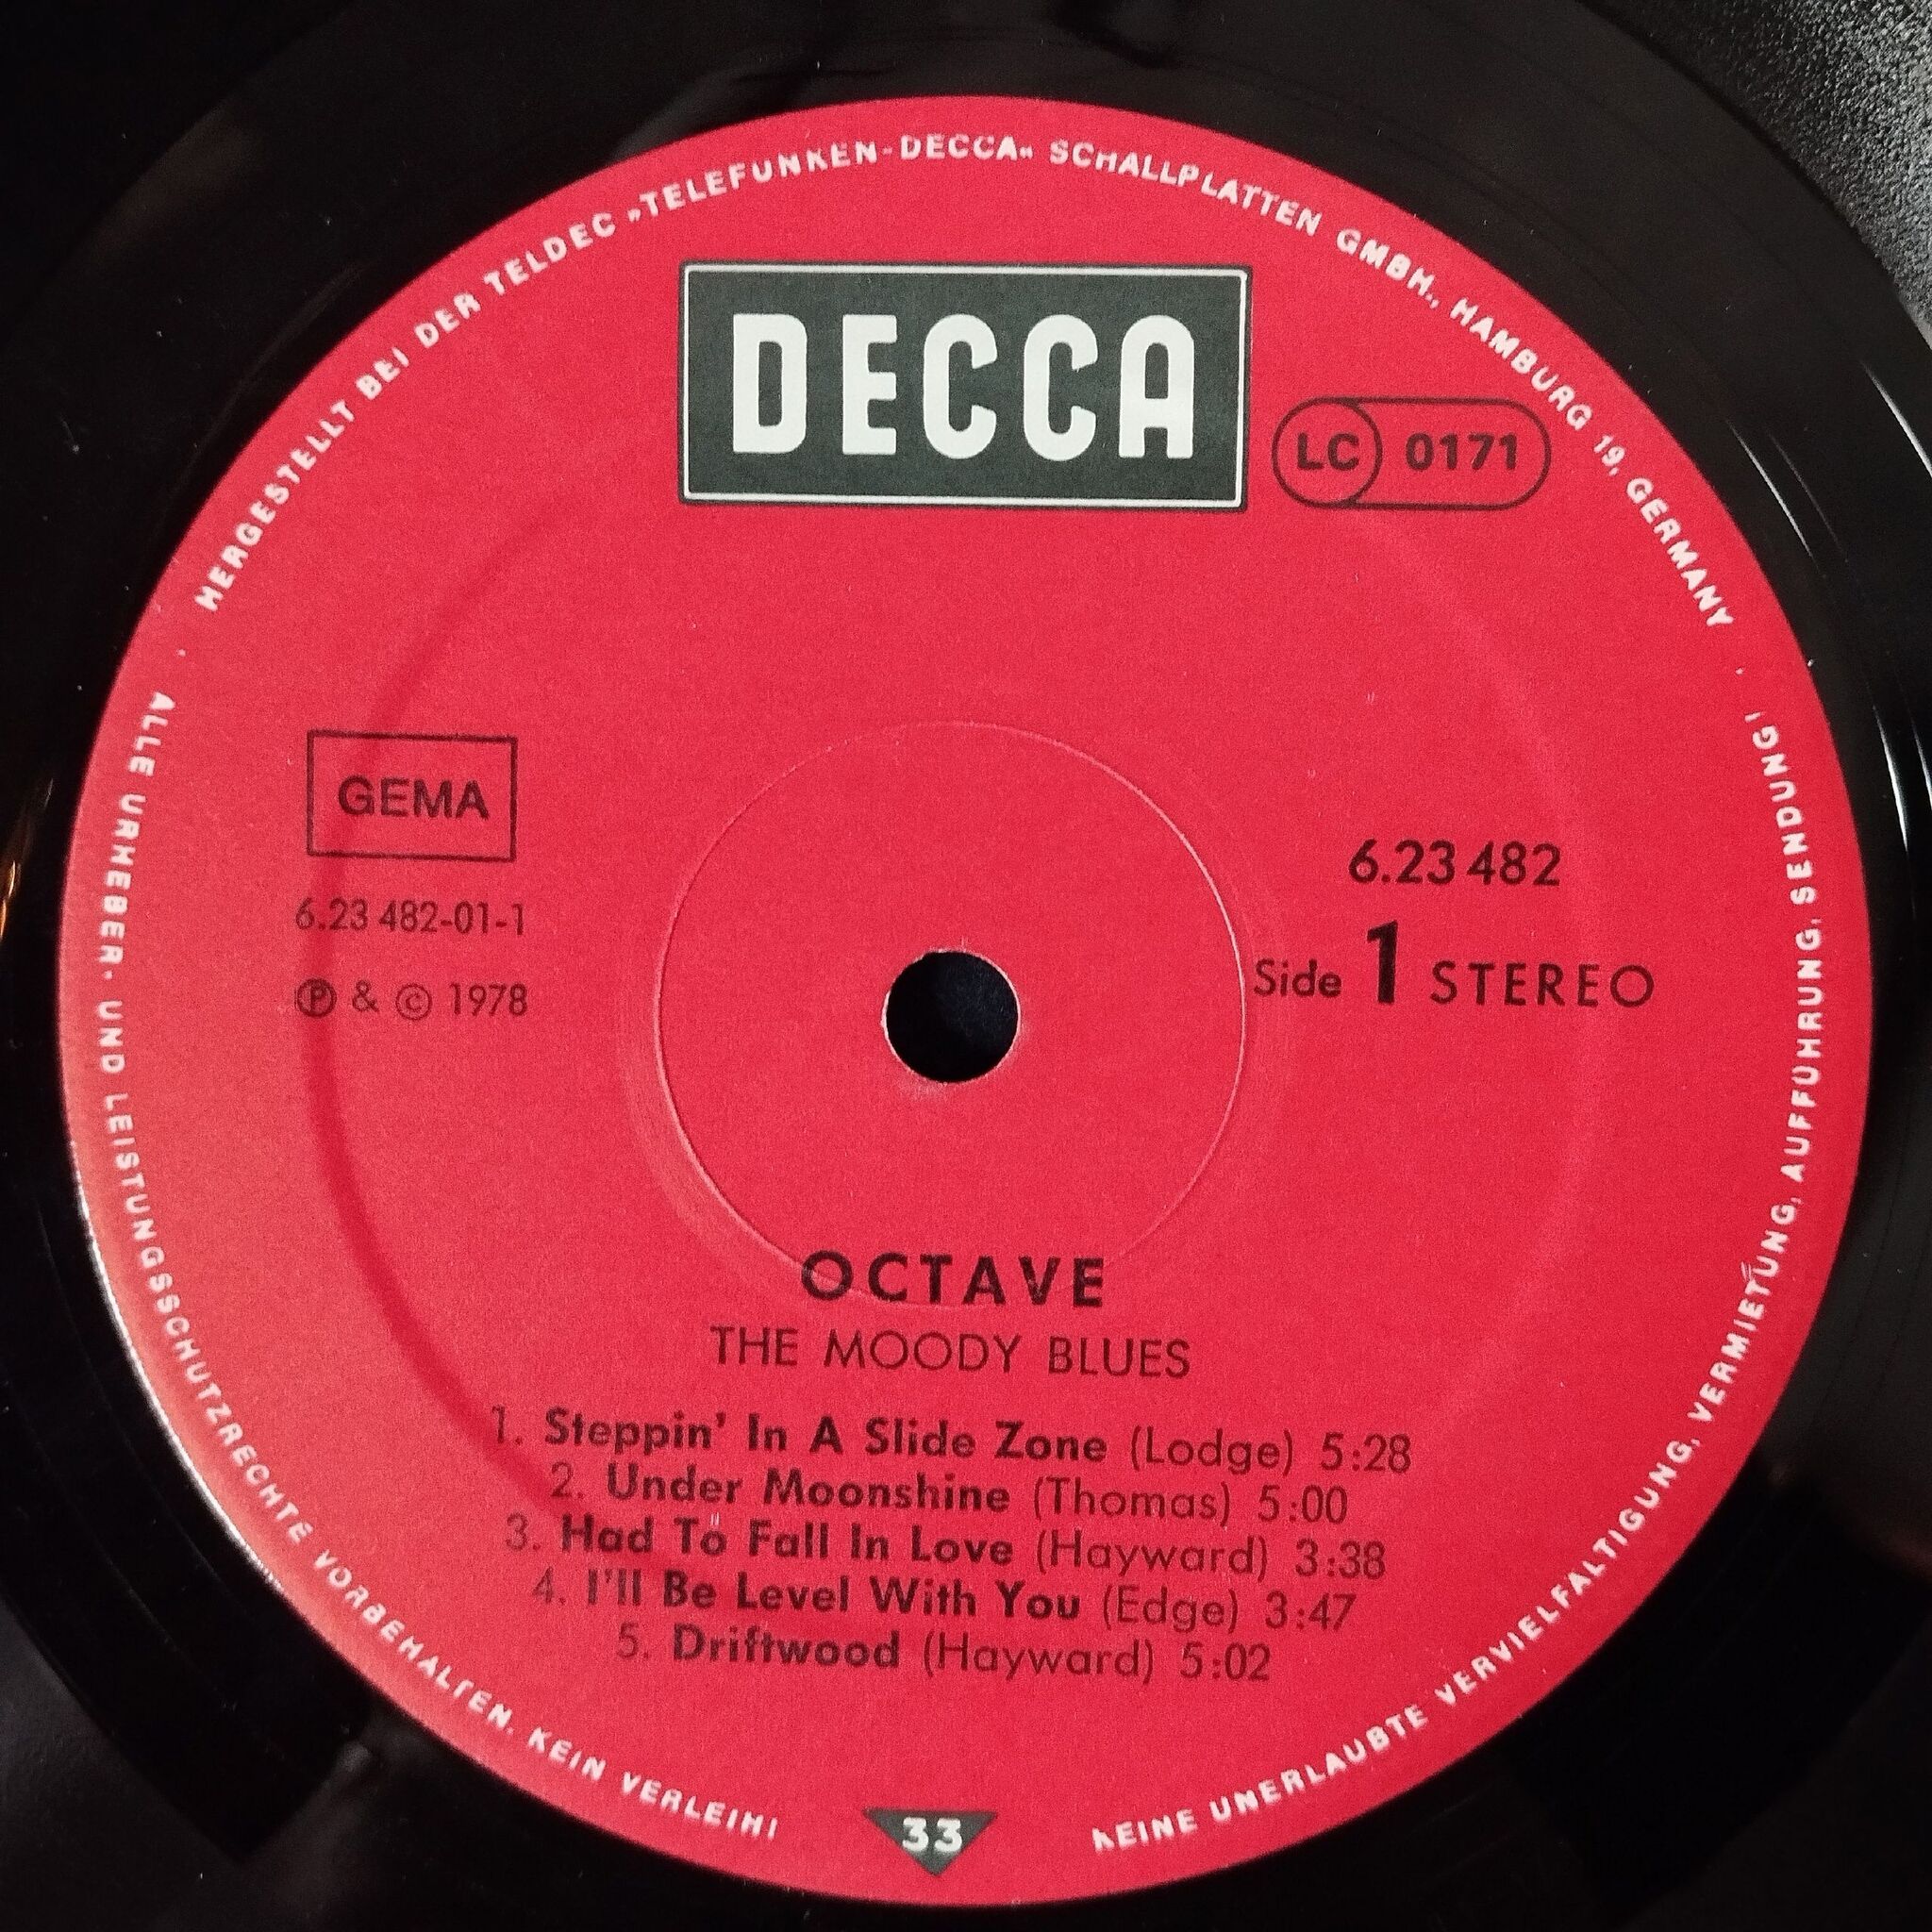 HERGESTELLT BEI DER TELDEC »TELEFUNKEN-DECCA« SCHALLPLATTEN GMBH., HAMBURG 19, GERMANY
DECCA
LC 0171
GEMA
6.23 482-01-1
Ⓟ & © 1978
6.23 482
Side 1 STEREO
OCTAVE
THE MOODY BLUES
1. Steppin' In A Slide Zone (Lodge) 5:28
2. Under Moonshine (Thomas) 5:00
3. Had To Fall In Love (Hayward) 3:38
4. I'll Be Level With You (Edge) 3:47
5. Driftwood (Hayward) 5:02
ALLE URHEBER- UND LEISTUNGSSCHUTZRECHTE VORBEHALTEN. KEIN VERLEIH!
33
KEINE UNERLAUBTE VERVIELFÄLTIGUNG, VERMIETUNG, AUFFÜHRUNG, SENDUNG!